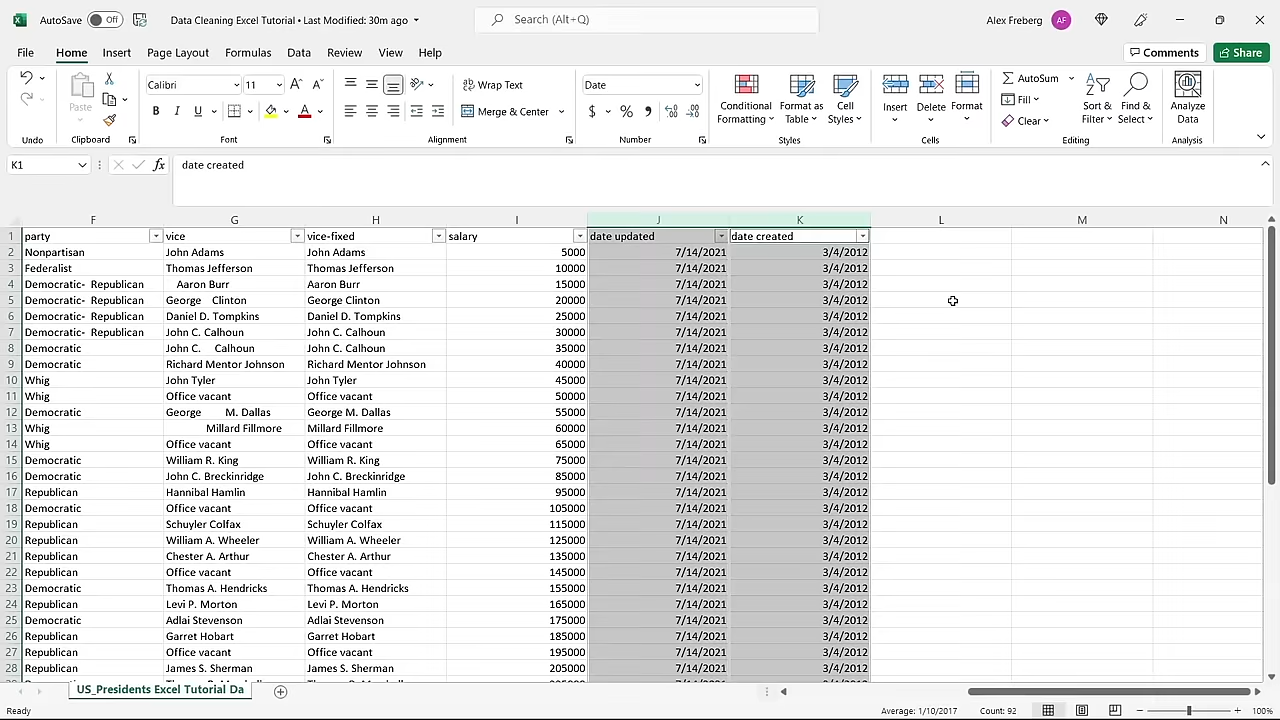 AutoSave Off Data Cleaning Excel Tutorial • Last Modified: 30m ago Search (Alt+Q) Alex Freberg AF
File Home Insert Page Layout Formulas Data Review View Help Comments Share
Calibri 11 Wrap Text Date AutoSum
Paste Merge & Center Conditional Formatting Format as Table Cell Styles Insert Delete Format Fill Clear Sort & Filter Find & Select Analyze Data
Undo Clipboard Font Alignment Number Styles Cells Editing Analysis
K1 fx date created
F G H I J K L M N
1 party vice vice-fixed salary date updated date created
2 Nonpartisan John Adams John Adams 5000 7/14/2021 3/4/2012
3 Federalist Thomas Jefferson Thomas Jefferson 10000 7/14/2021 3/4/2012
4 Democratic-  Republican    Aaron Burr Aaron Burr 15000 7/14/2021 3/4/2012
5 Democratic-  Republican George    Clinton George Clinton 20000 7/14/2021 3/4/2012
6 Democratic-  Republican Daniel D. Tompkins Daniel D. Tompkins 25000 7/14/2021 3/4/2012
7 Democratic-  Republican John C. Calhoun John C. Calhoun 30000 7/14/2021 3/4/2012
8 Democratic John C.     Calhoun John C. Calhoun 35000 7/14/2021 3/4/2012
9 Democratic Richard Mentor Johnson Richard Mentor Johnson 40000 7/14/2021 3/4/2012
10 Whig John Tyler John Tyler 45000 7/14/2021 3/4/2012
11 Whig Office vacant Office vacant 50000 7/14/2021 3/4/2012
12 Democratic George        M. Dallas George M. Dallas 55000 7/14/2021 3/4/2012
13 Whig Millard Fillmore Millard Fillmore 60000 7/14/2021 3/4/2012
14 Whig Office vacant Office vacant 65000 7/14/2021 3/4/2012
15 Democratic William R. King William R. King 75000 7/14/2021 3/4/2012
16 Democratic John C. Breckinridge John C. Breckinridge 85000 7/14/2021 3/4/2012
17 Republican Hannibal Hamlin Hannibal Hamlin 95000 7/14/2021 3/4/2012
18 Democratic Office vacant Office vacant 105000 7/14/2021 3/4/2012
19 Republican Schuyler Colfax Schuyler Colfax 115000 7/14/2021 3/4/2012
20 Republican William A. Wheeler William A. Wheeler 125000 7/14/2021 3/4/2012
21 Republican Chester A. Arthur Chester A. Arthur 135000 7/14/2021 3/4/2012
22 Republican Office vacant Office vacant 145000 7/14/2021 3/4/2012
23 Democratic Thomas A. Hendricks Thomas A. Hendricks 155000 7/14/2021 3/4/2012
24 Republican Levi P. Morton Levi P. Morton 165000 7/14/2021 3/4/2012
25 Democratic Adlai Stevenson Adlai Stevenson 175000 7/14/2021 3/4/2012
26 Republican Garret Hobart Garret Hobart 185000 7/14/2021 3/4/2012
27 Republican Office vacant Office vacant 195000 7/14/2021 3/4/2012
28 Republican James S. Sherman James S. Sherman 205000 7/14/2021 3/4/2012
US_Presidents Excel Tutorial Da
Ready Average: 1/10/2017 Count: 92 100%